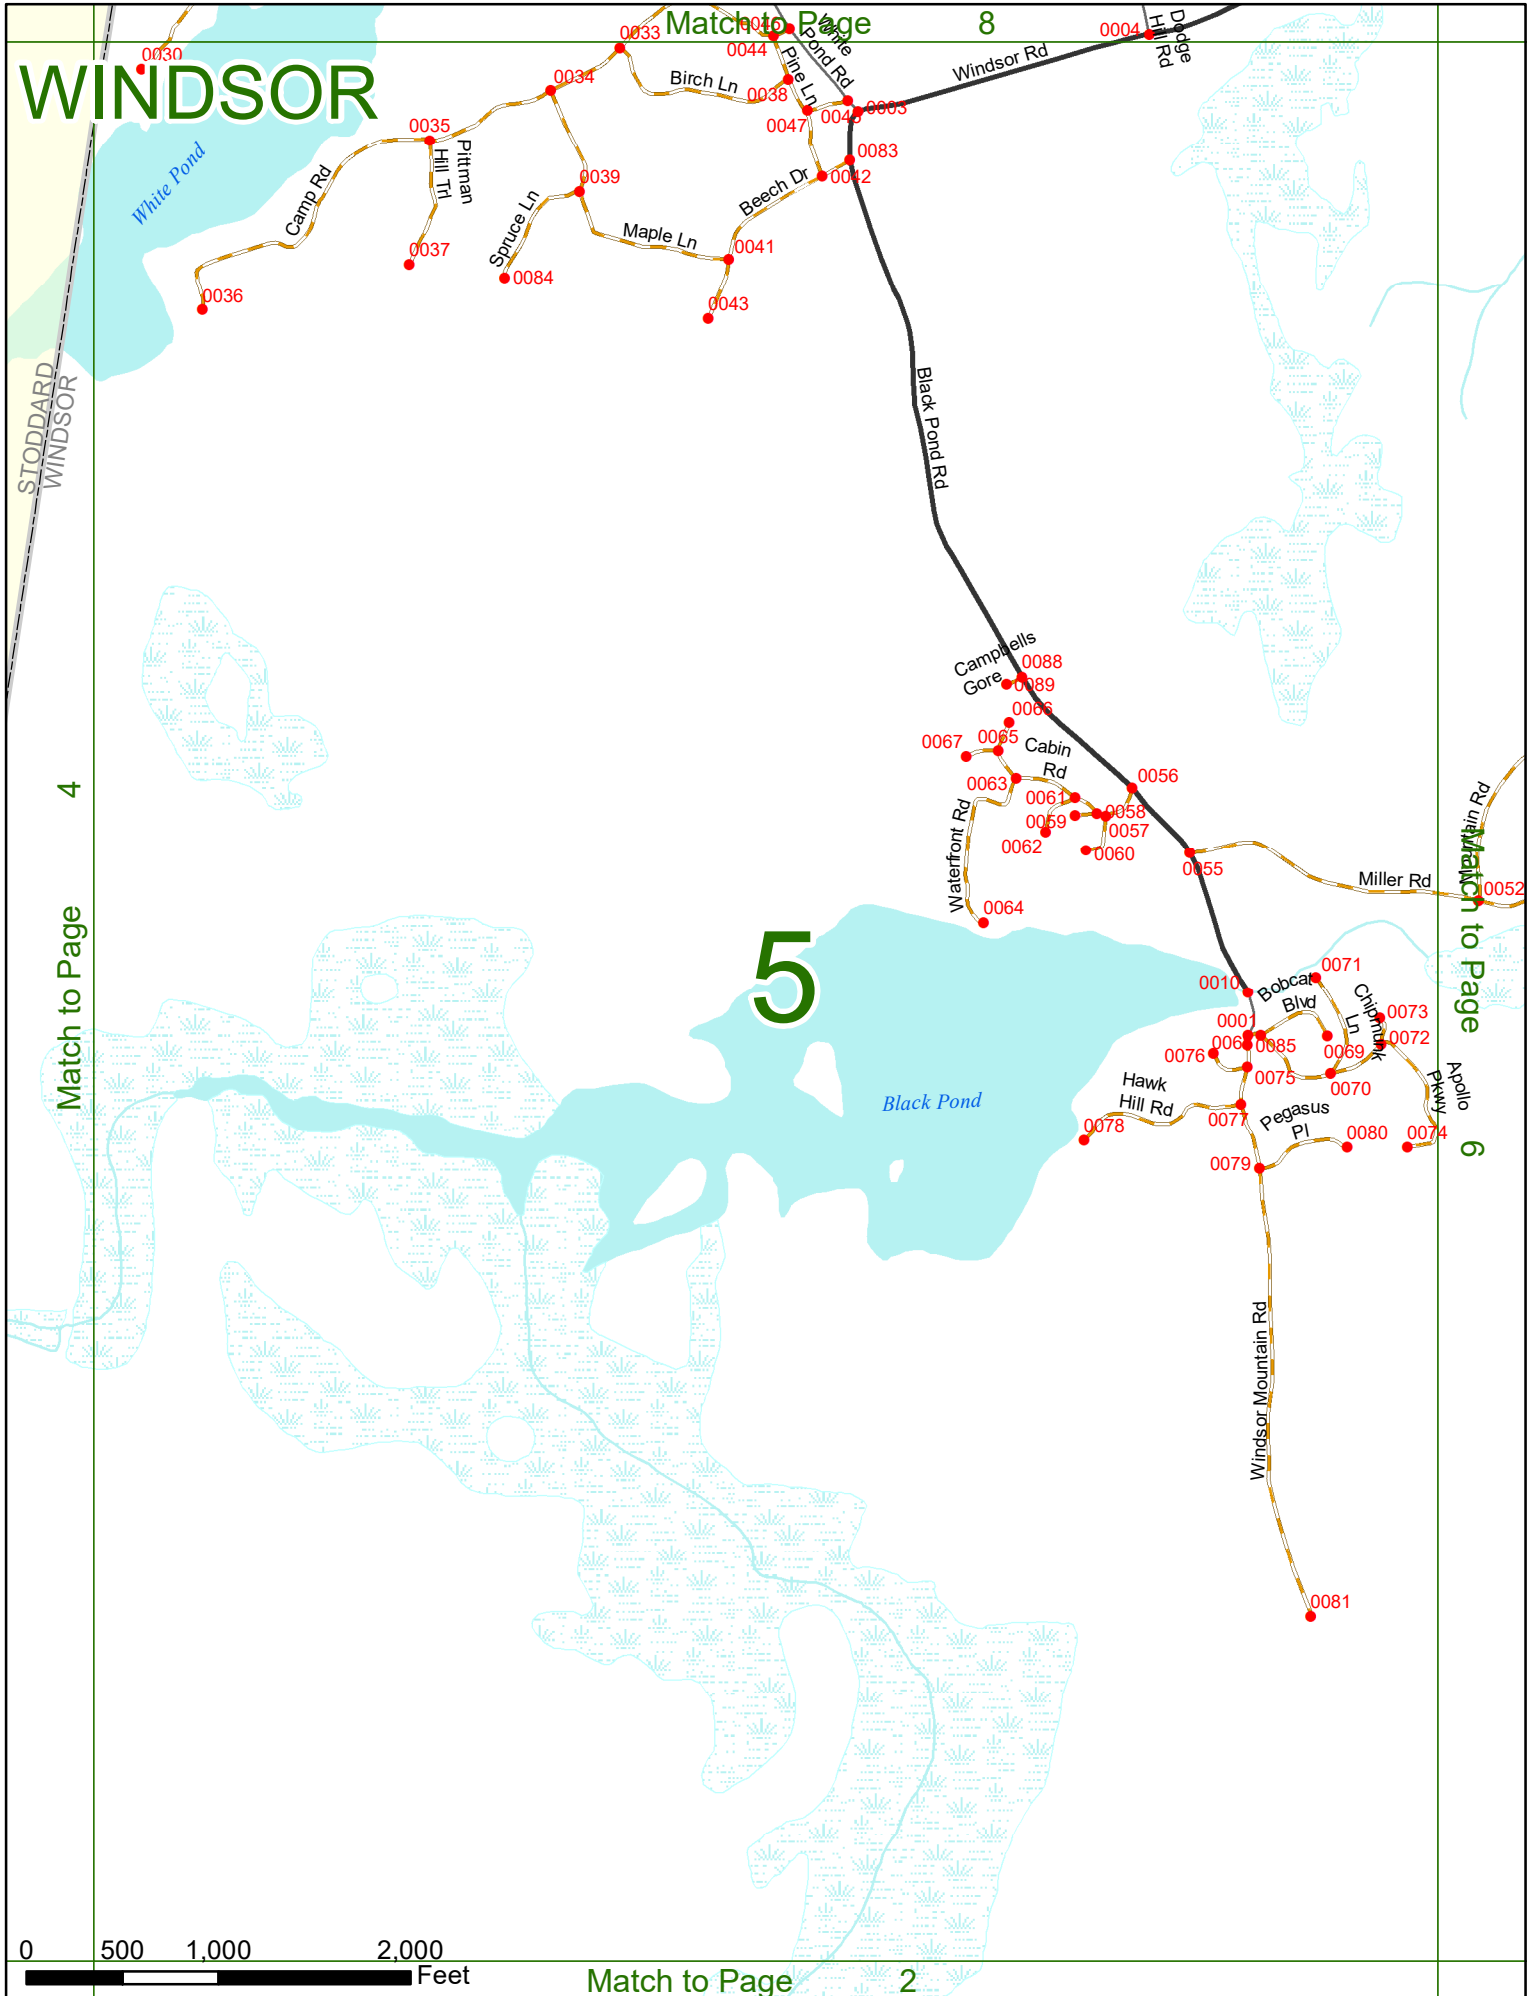 Match to Page 8
WINDSOR
0030
0033
0034
0035
0036
0037
0039
0084
0041
0043
0044
0038
0047
0003
0083
0042
0004
White
Pond Rd
Dodge
Hill Rd
Windsor Rd
Pine Ln
Birch Ln
Beech Dr
Maple Ln
Spruce Ln
Pittman
Hill Trl
Camp Rd
White Pond
STODDARD
WINDSOR
Black Pond Rd
Campbells
Gore
0088
0089
0066
0065
0067
Cabin
Rd
0063
0061
0056
0058
0059
0057
0062
0060
0055
Waterfront Rd
0064
Miller Rd
0052
Match to Page 4
Match to Page 6
5
0010
0071
Bobcat
Blvd
Chipmunk
Ln
0073
0072
0001
0085
0069
0076
0075
0070
Apollo
Pkwy
Hawk
Hill Rd
0077
0078
Pegasus
Pl
0080
0074
0079
Black Pond
Windsor Mountain Rd
0081
0 500 1,000 2,000
Feet
Match to Page 2